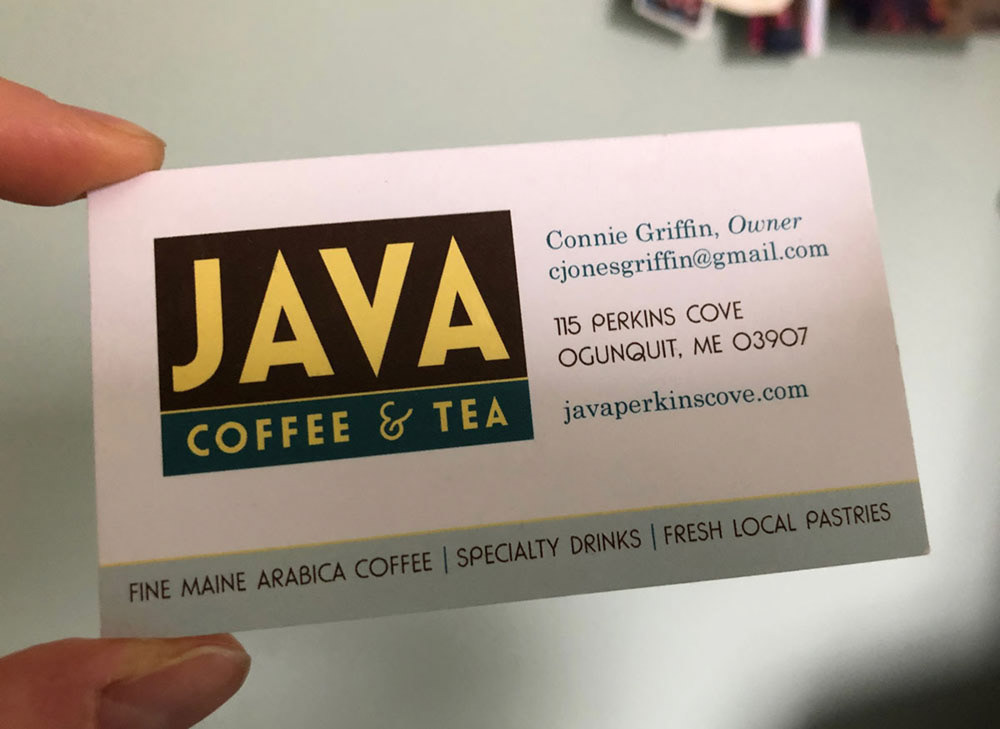 JAVA
COFFEE & TEA
Connie Griffin, Owner
cjonesgriffin@gmail.com
115 PERKINS COVE
OGUNQUIT, ME 03907
javaperkinscove.com
FINE MAINE ARABICA COFFEE | SPECIALTY DRINKS | FRESH LOCAL PASTRIES